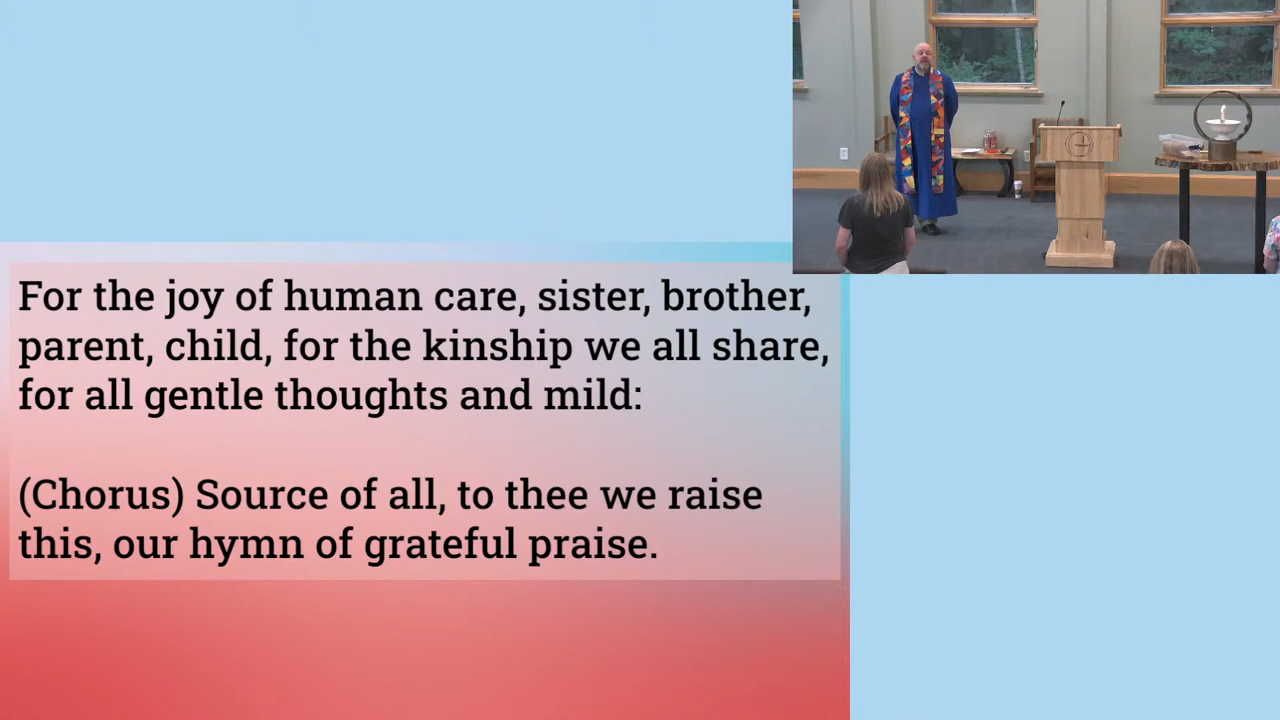 For the joy of human care, sister, brother,
parent, child, for the kinship we all share,
for all gentle thoughts and mild:
(Chorus) Source of all, to thee we raise
this, our hymn of grateful praise.